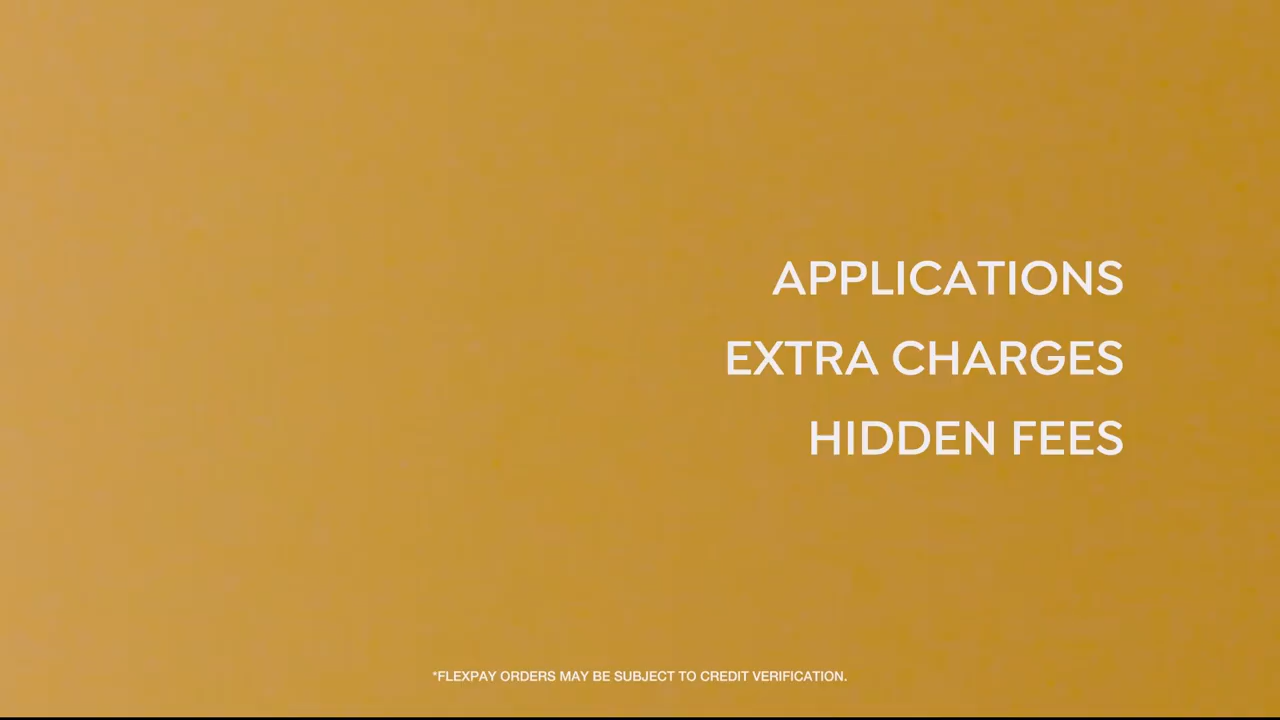 APPLICATIONS
EXTRA CHARGES
HIDDEN FEES
*FLEXPAY ORDERS MAY BE SUBJECT TO CREDIT VERIFICATION.